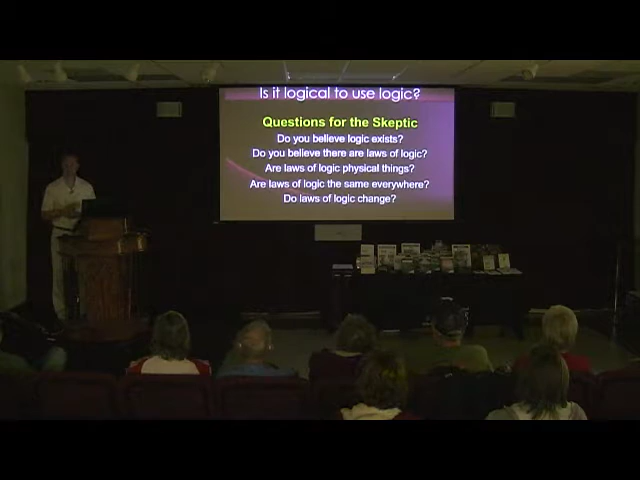 Is it logical to use logic?
Questions for the Skeptic
Do you believe logic exists?
Do you believe there are laws of logic?
Are laws of logic physical things?
Are laws of logic the same everywhere?
Do laws of logic change?